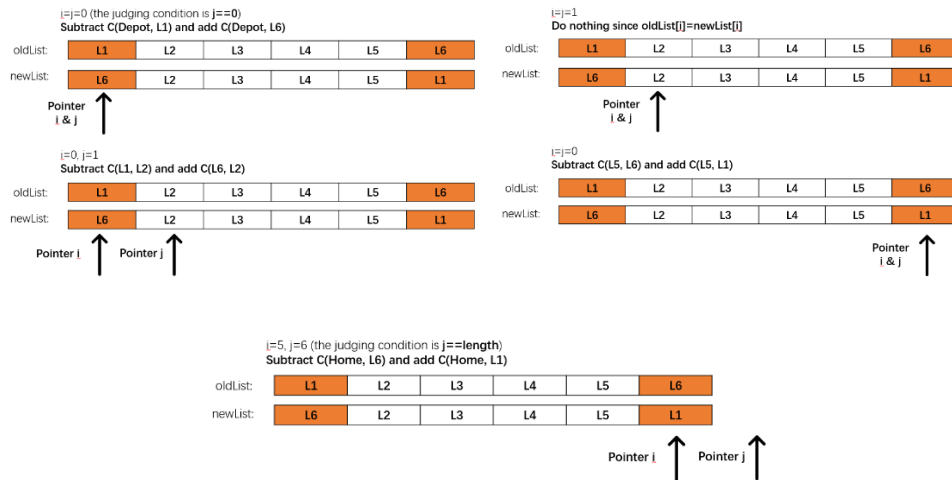 i=j=0 (the judging condition is j==0)
Subtract C(Depot, L1) and add C(Depot, L6)
oldList: L1 L2 L3 L4 L5 L6
newList: L6 L2 L3 L4 L5 L1
Pointer
i & j
i=0, j=1
Subtract C(L1, L2) and add C(L6, L2)
oldList: L1 L2 L3 L4 L5 L6
newList: L6 L2 L3 L4 L5 L1
Pointer i Pointer j
i=j=1
Do nothing since oldList[i]=newList[i]
oldList: L1 L2 L3 L4 L5 L6
newList: L6 L2 L3 L4 L5 L1
Pointer
i & j
i=j=0
Subtract C(L5, L6) and add C(L5, L1)
oldList: L1 L2 L3 L4 L5 L6
newList: L6 L2 L3 L4 L5 L1
Pointer
i & j
i=5, j=6 (the judging condition is j==length)
Subtract C(Home, L6) and add C(Home, L1)
oldList: L1 L2 L3 L4 L5 L6
newList: L6 L2 L3 L4 L5 L1
Pointer i Pointer j